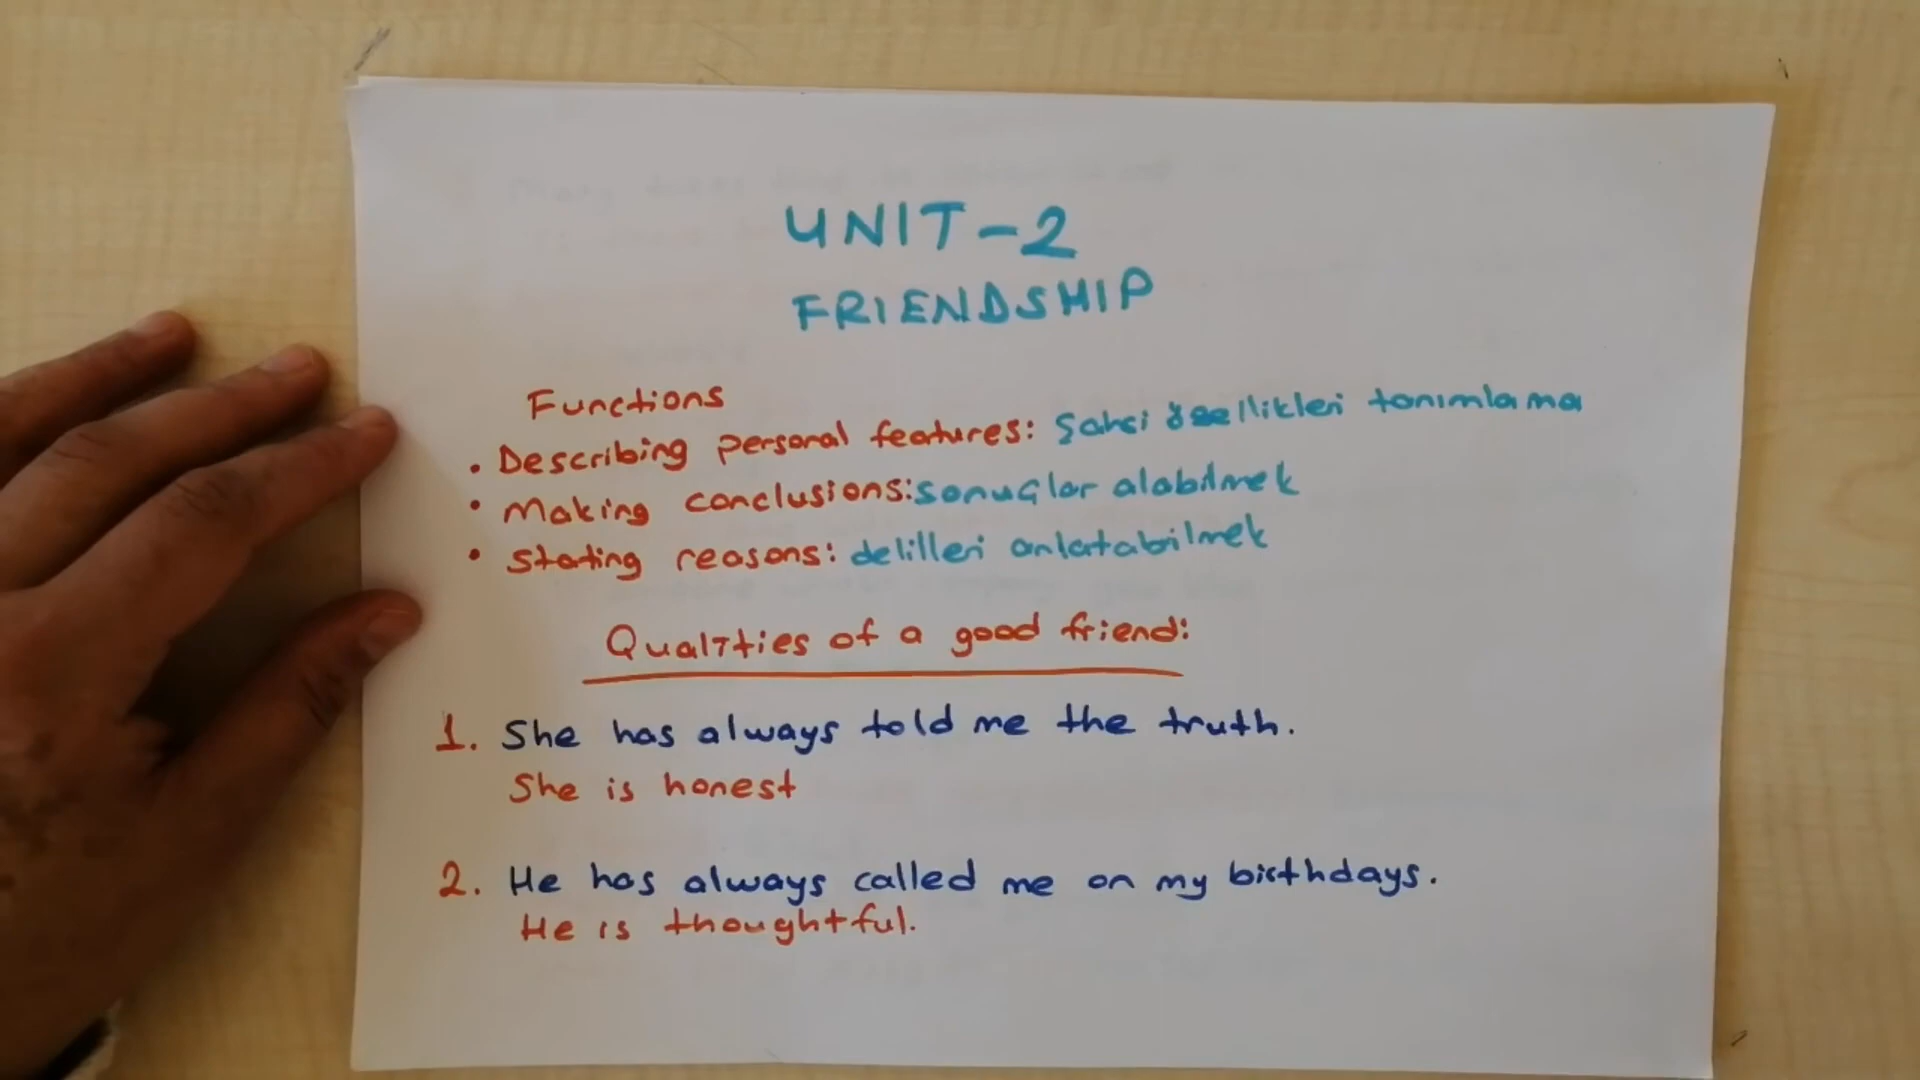 UNIT-2
FRIENDSHIP
Functions
• Describing personal features: Şahsi özellikleri tanımlama
• Making conclusions: sonuçlar alabilmek
• Stating reasons: delilleri anlatabilmek
Qualities of a good friend:
1. She has always told me the truth.
She is honest
2. He has always called me on my birthdays.
He is thoughtful.